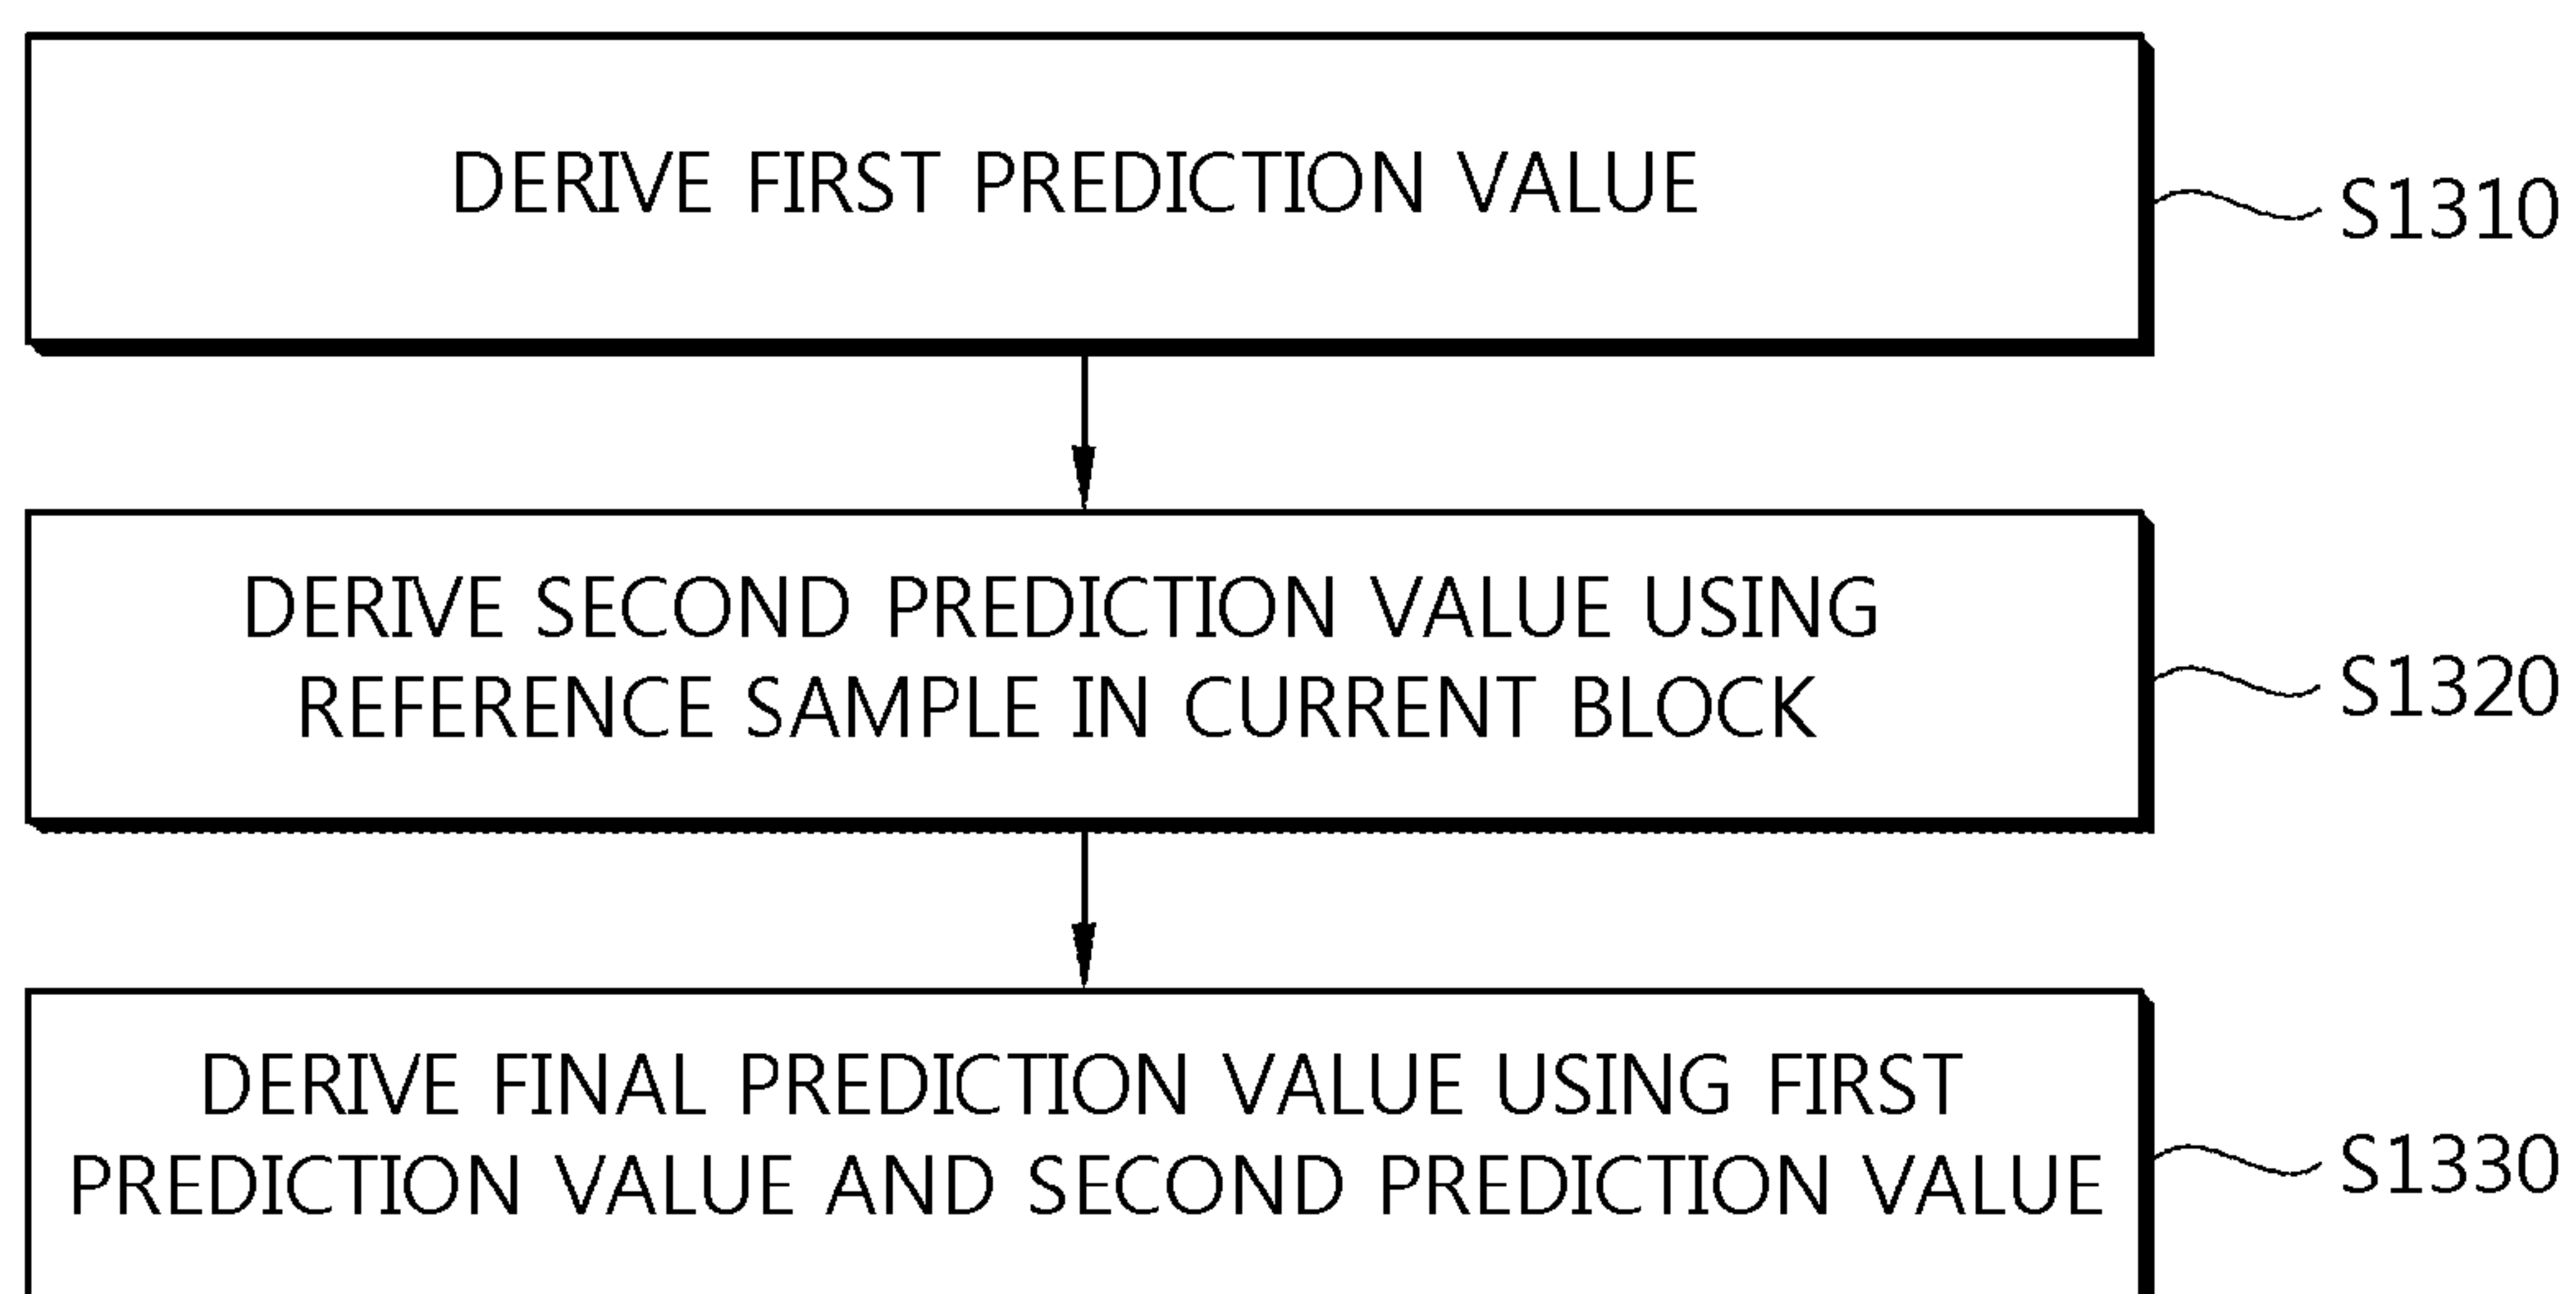 DERIVE FIRST PREDICTION VALUE
S1310
DERIVE SECOND PREDICTION VALUE USING
REFERENCE SAMPLE IN CURRENT BLOCK
S1320
DERIVE FINAL PREDICTION VALUE USING FIRST
PREDICTION VALUE AND SECOND PREDICTION VALUE
S1330